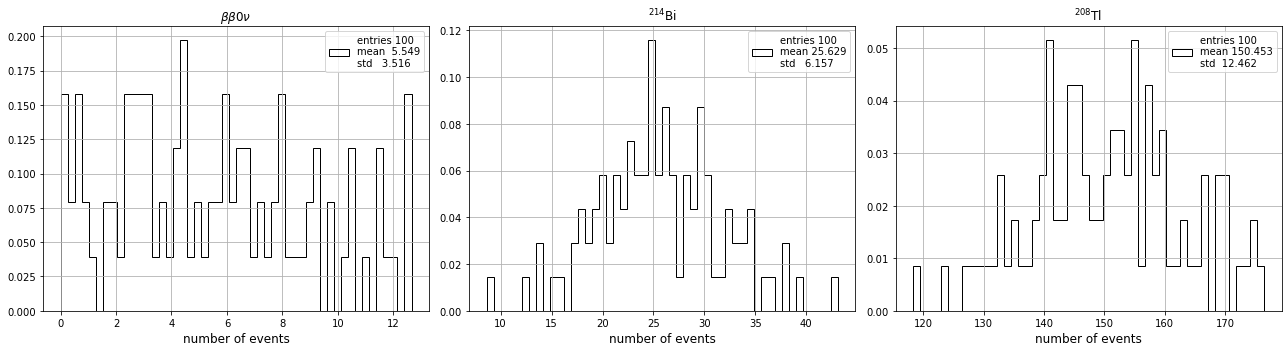 ββ0ν
entries 100
mean  5.549
std   3.516
0.200
0.175
0.150
0.125
0.100
0.075
0.050
0.025
0.000
0 2 4 6 8 10 12
number of events
²¹⁴Bi
entries 100
mean 25.629
std   6.157
0.12
0.10
0.08
0.06
0.04
0.02
0.00
10 15 20 25 30 35 40
number of events
²⁰⁸Tl
entries 100
mean 150.453
std  12.462
0.05
0.04
0.03
0.02
0.01
0.00
120 130 140 150 160 170
number of events